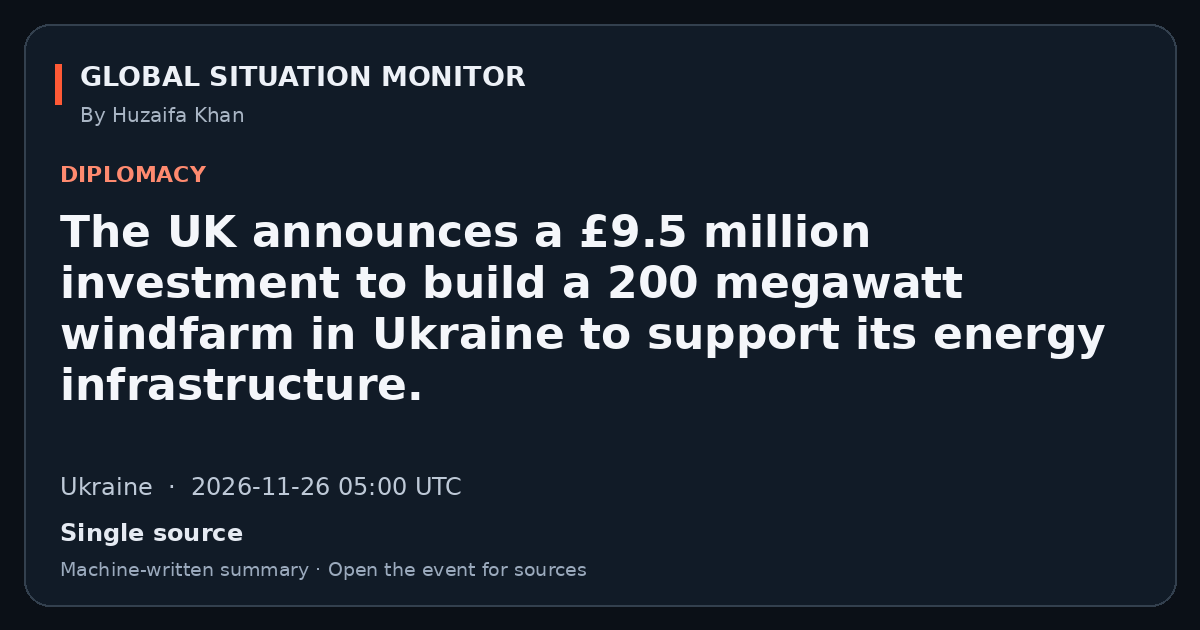 GLOBAL SITUATION MONITOR
By Huzaifa Khan
DIPLOMACY
The UK announces a £9.5 million
investment to build a 200 megawatt
windfarm in Ukraine to support its energy
infrastructure.
Ukraine · 2026-11-26 05:00 UTC
Single source
Machine-written summary · Open the event for sources